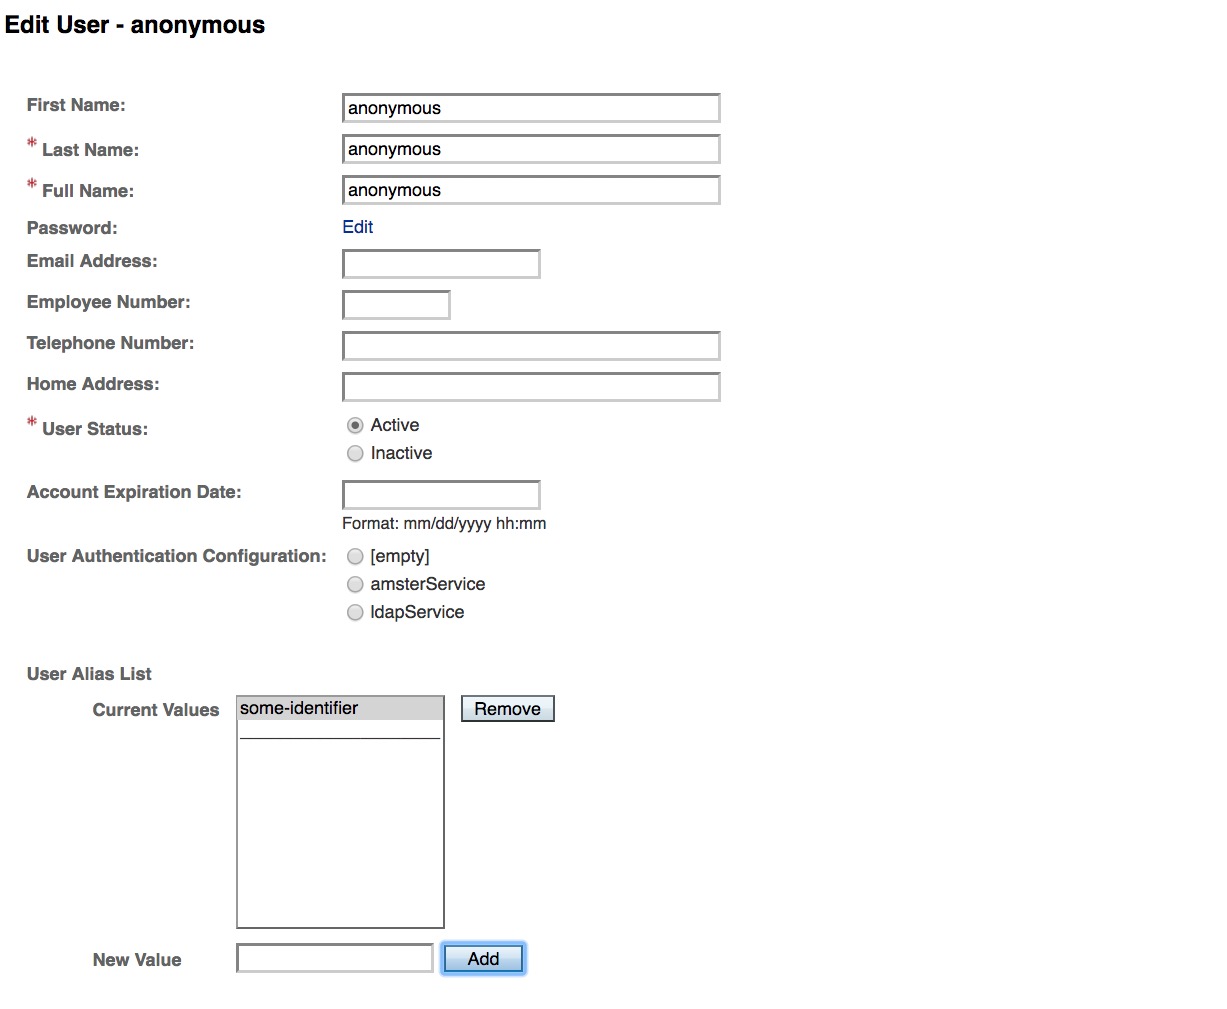 Edit User - anonymous
First Name: anonymous
* Last Name: anonymous
* Full Name: anonymous
Password: Edit
Email Address:
Employee Number:
Telephone Number:
Home Address:
* User Status: Active
Inactive
Account Expiration Date:
Format: mm/dd/yyyy hh:mm
User Authentication Configuration: [empty]
amsterService
ldapService
User Alias List
Current Values some-identifier Remove
New Value Add